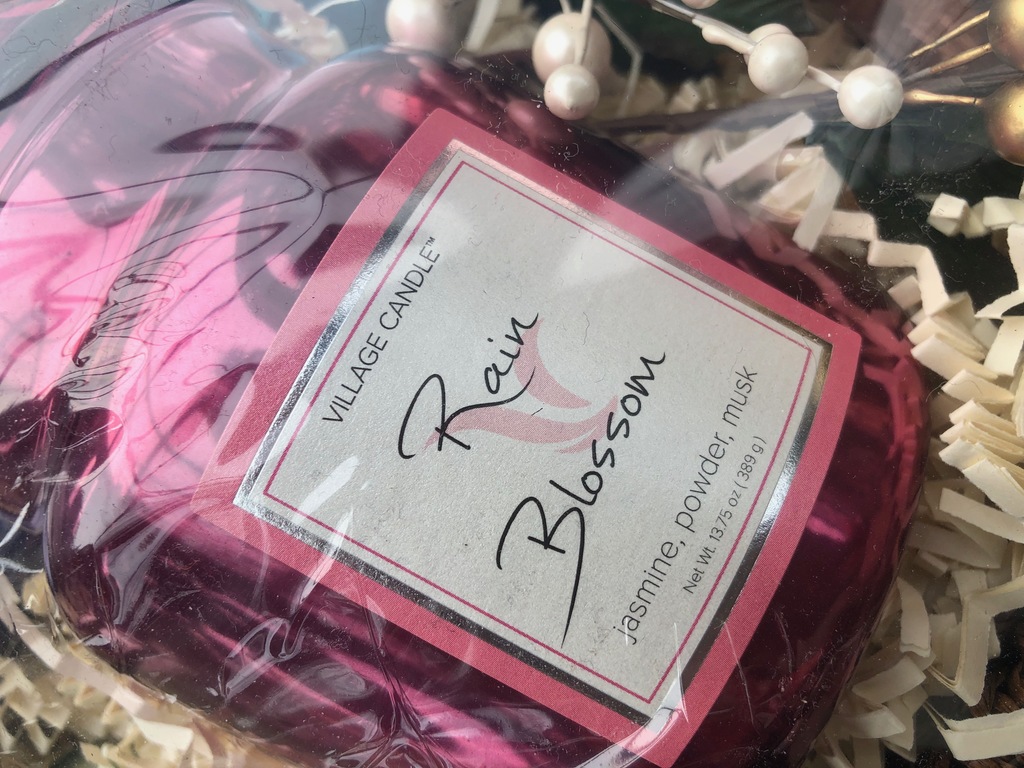 VILLAGE CANDLE™
Rain
Blossom
jasmine, powder, musk
Net Wt. 13.75 oz ( 389 g )